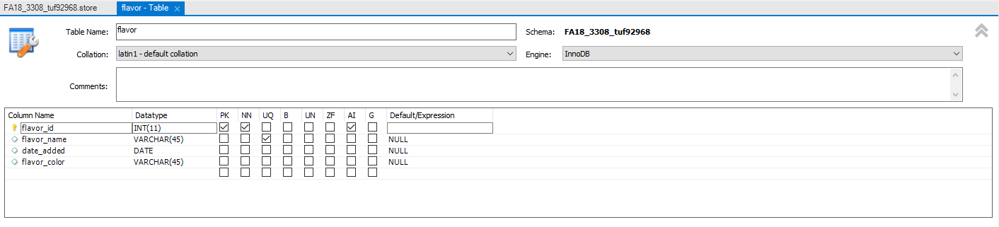 FA18_3308_tuf92968.store flavor - Table
Table Name: flavor Schema: FA18_3308_tuf92968
Collation: latin1 - default collation Engine: InnoDB
Comments:
Column Name Datatype PK NN UQ B UN ZF AI G Default/Expression
flavor_id INT(11)
flavor_name VARCHAR(45) NULL
date_added DATE NULL
flavor_color VARCHAR(45) NULL